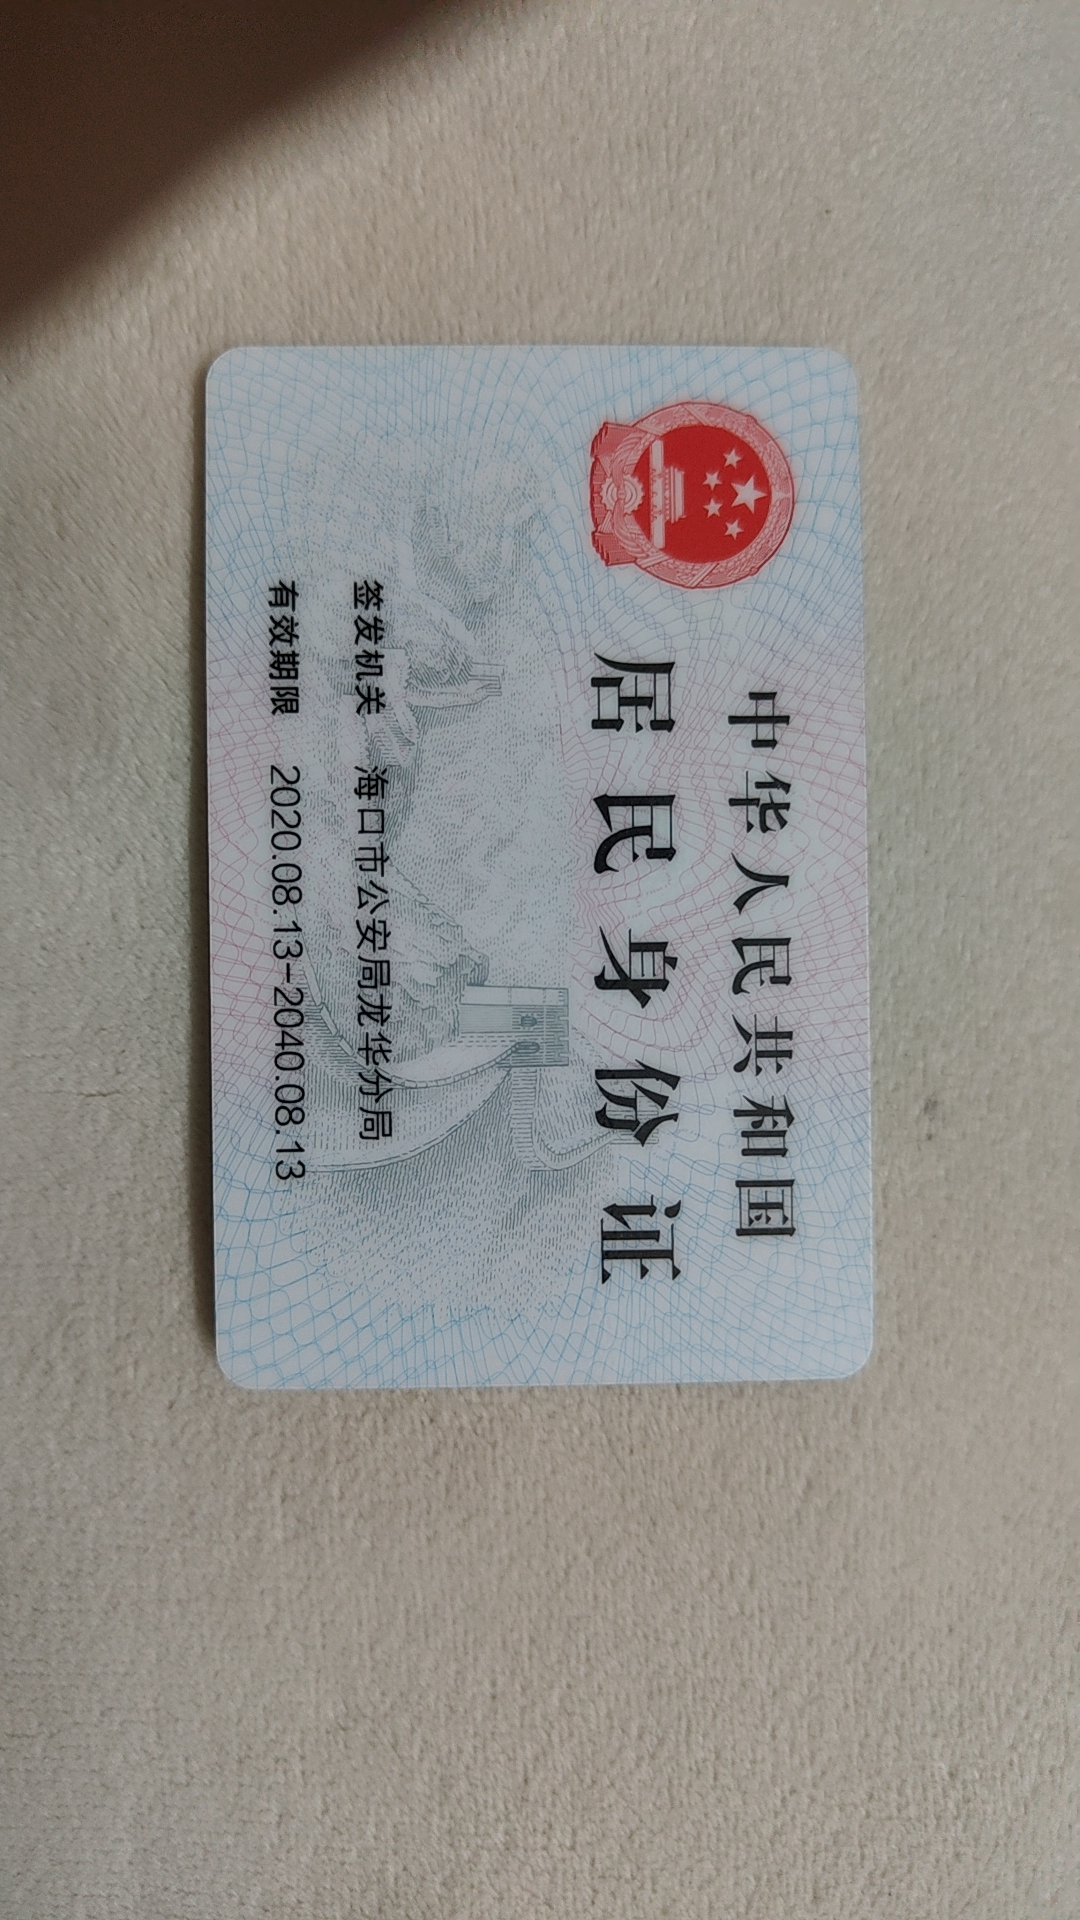 中华人民共和国
居民身份证
签发机关 海口市公安局龙华分局
有效期限 2020.08.13-2040.08.13